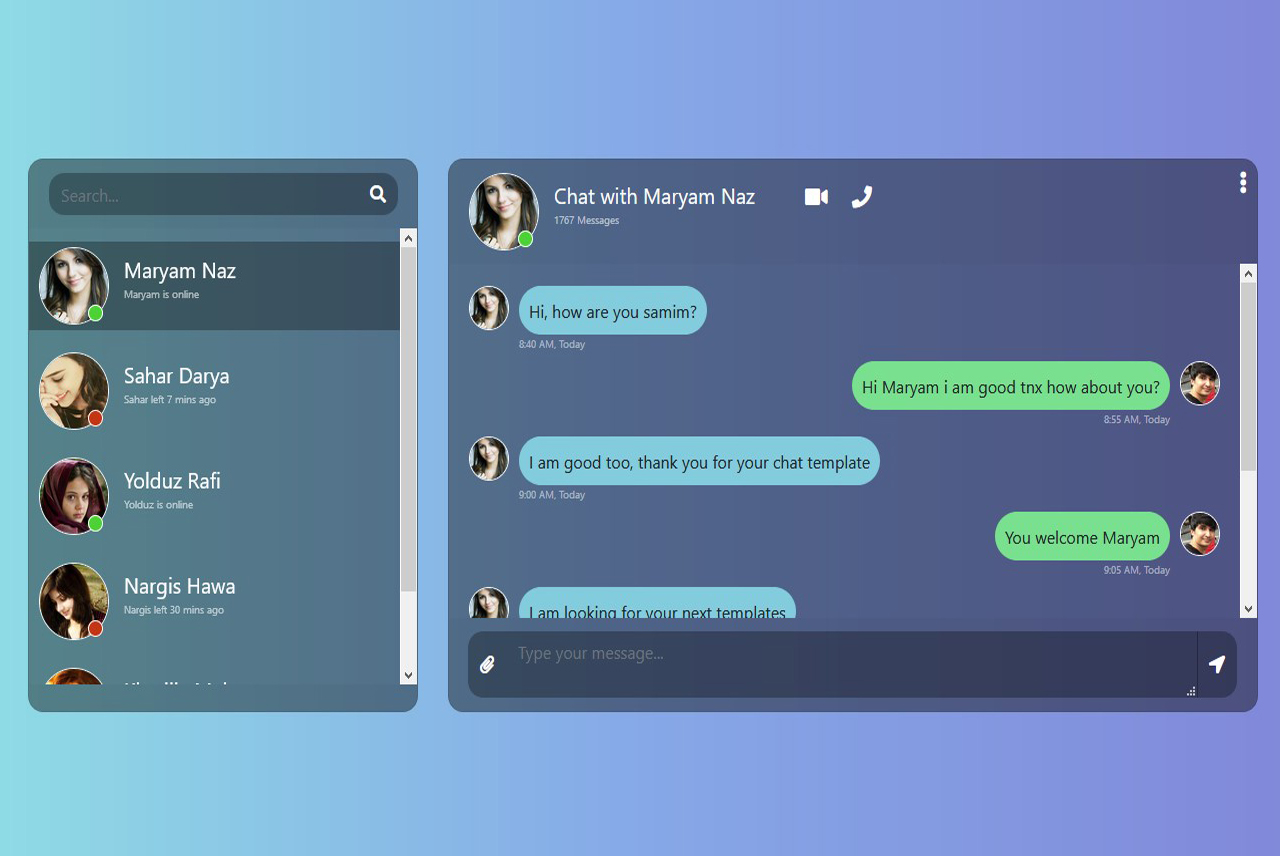 Search...
Maryam Naz
Maryam is online
Sahar Darya
Sahar left 7 mins ago
Yolduz Rafi
Yolduz is online
Nargis Hawa
Nargis left 30 mins ago
Chat with Maryam Naz
1767 Messages
Hi, how are you samim?
8:40 AM, Today
Hi Maryam i am good tnx how about you?
8:55 AM, Today
I am good too, thank you for your chat template
9:00 AM, Today
You welcome Maryam
9:05 AM, Today
I am looking for your next templates
Type your message...